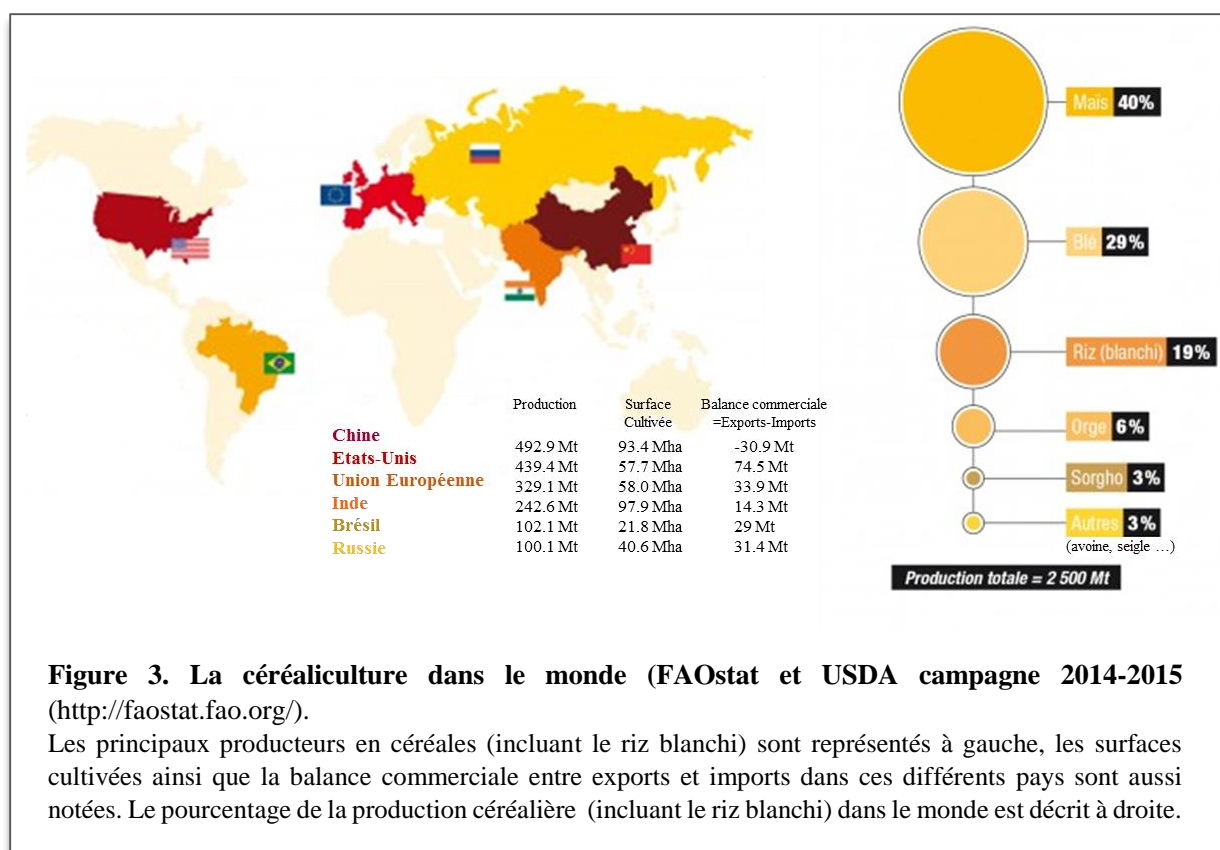 Maïs 40%
Blé 29%
Riz (blanchi) 19%
Orge 6%
Sorgho 3%
Autres 3%
(avoine, seigle ...)
Production totale = 2 500 Mt
Production Surface Balance commerciale
Cultivée =Exports-Imports
Chine 492.9 Mt 93.4 Mha -30.9 Mt
Etats-Unis 439.4 Mt 57.7 Mha 74.5 Mt
Union Européenne 329.1 Mt 58.0 Mha 33.9 Mt
Inde 242.6 Mt 97.9 Mha 14.3 Mt
Brésil 102.1 Mt 21.8 Mha 29 Mt
Russie 100.1 Mt 40.6 Mha 31.4 Mt
Figure 3. La céréaliculture dans le monde (FAOstat et USDA campagne 2014-2015
(http://faostat.fao.org/).
Les principaux producteurs en céréales (incluant le riz blanchi) sont représentés à gauche, les surfaces
cultivées ainsi que la balance commerciale entre exports et imports dans ces différents pays sont aussi
notées. Le pourcentage de la production céréalière (incluant le riz blanchi) dans le monde est décrit à droite.